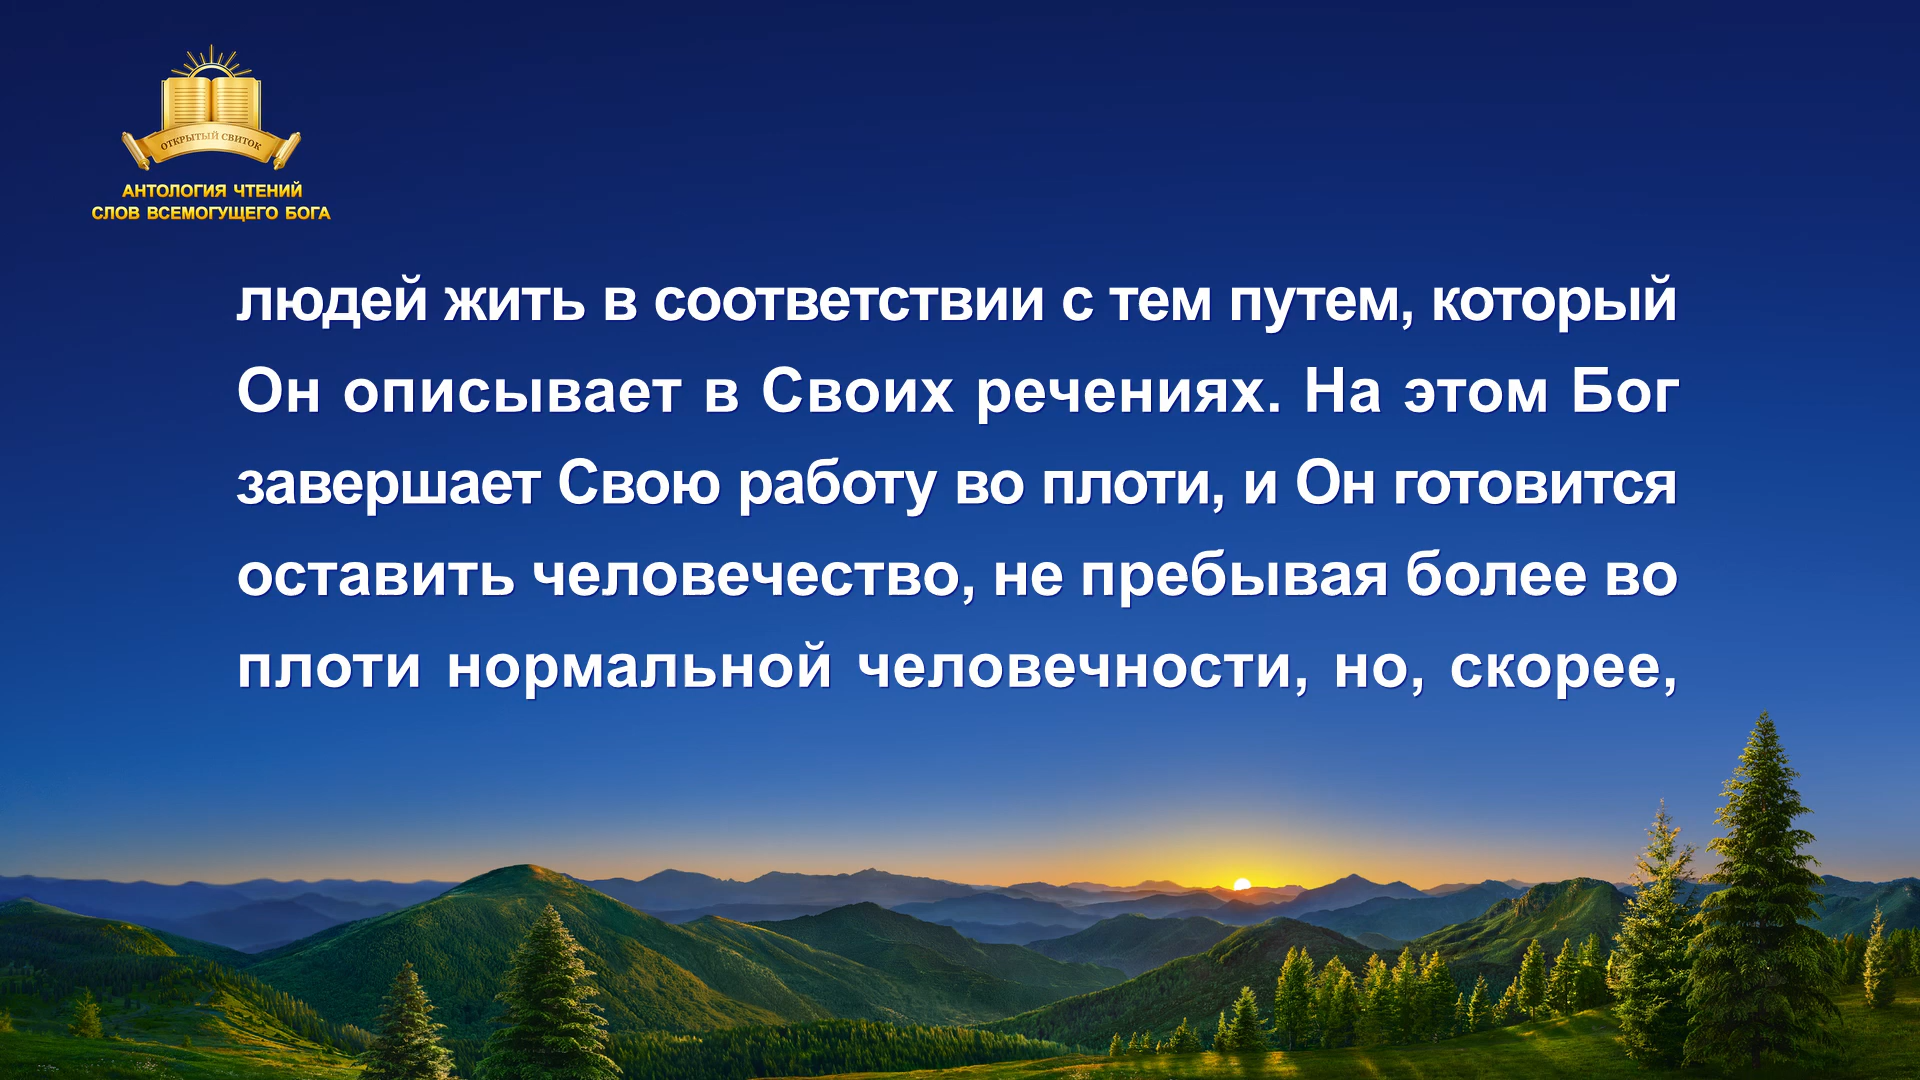 ОТКРЫТЫЙ СВИТОК
АНТОЛОГИЯ ЧТЕНИЙ
СЛОВ ВСЕМОГУЩЕГО БОГА
людей жить в соответствии с тем путем, который
Он описывает в Своих речениях. На этом Бог
завершает Свою работу во плоти, и Он готовится
оставить человечество, не пребывая более во
плоти нормальной человечности, но, скорее,